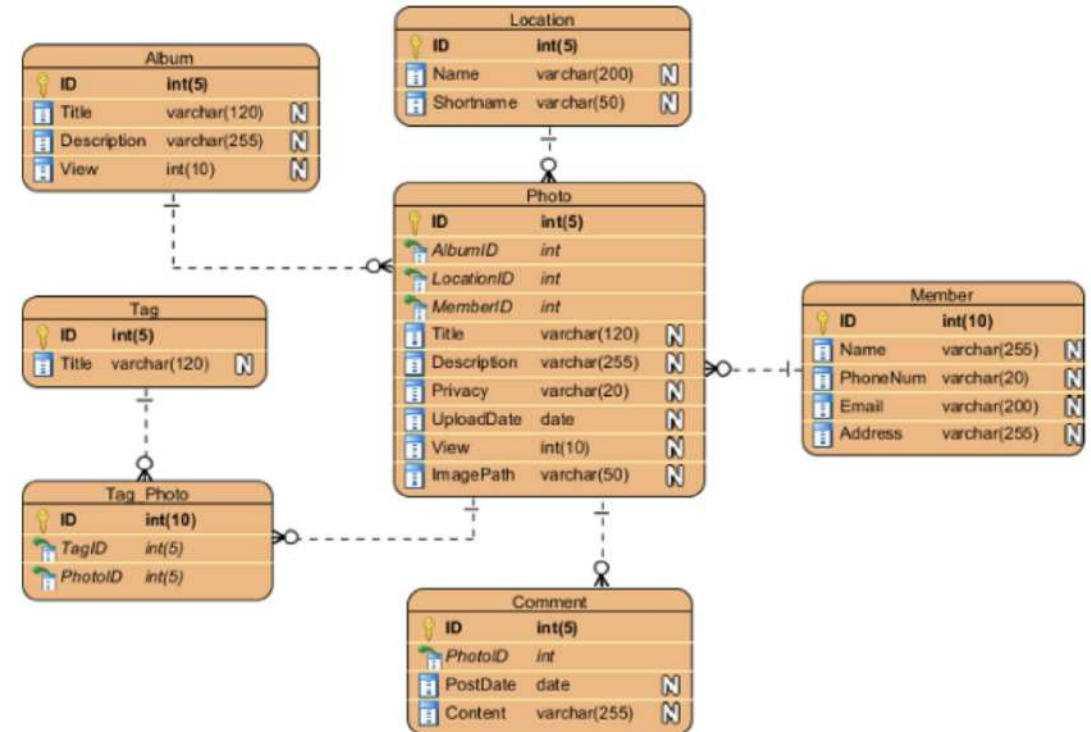 Location
ID int(5)
Name varchar(200) N
Shortname varchar(50) N
Album
ID int(5)
Title varchar(120) N
Description varchar(255) N
View int(10) N
Photo
ID int(5)
AlbumID int
LocationID int
MemberID int
Title varchar(120) N
Description varchar(255) N
Privacy varchar(20) N
UploadDate date N
View int(10) N
ImagePath varchar(50) N
Member
ID int(10)
Name varchar(255) N
PhoneNum varchar(20) N
Email varchar(200) N
Address varchar(255) N
Tag
ID int(5)
Title varchar(120) N
Tag_Photo
ID int(10)
TagID int(5)
PhotoID int(5)
Comment
ID int(5)
PhotoID int
PostDate date N
Content varchar(255) N